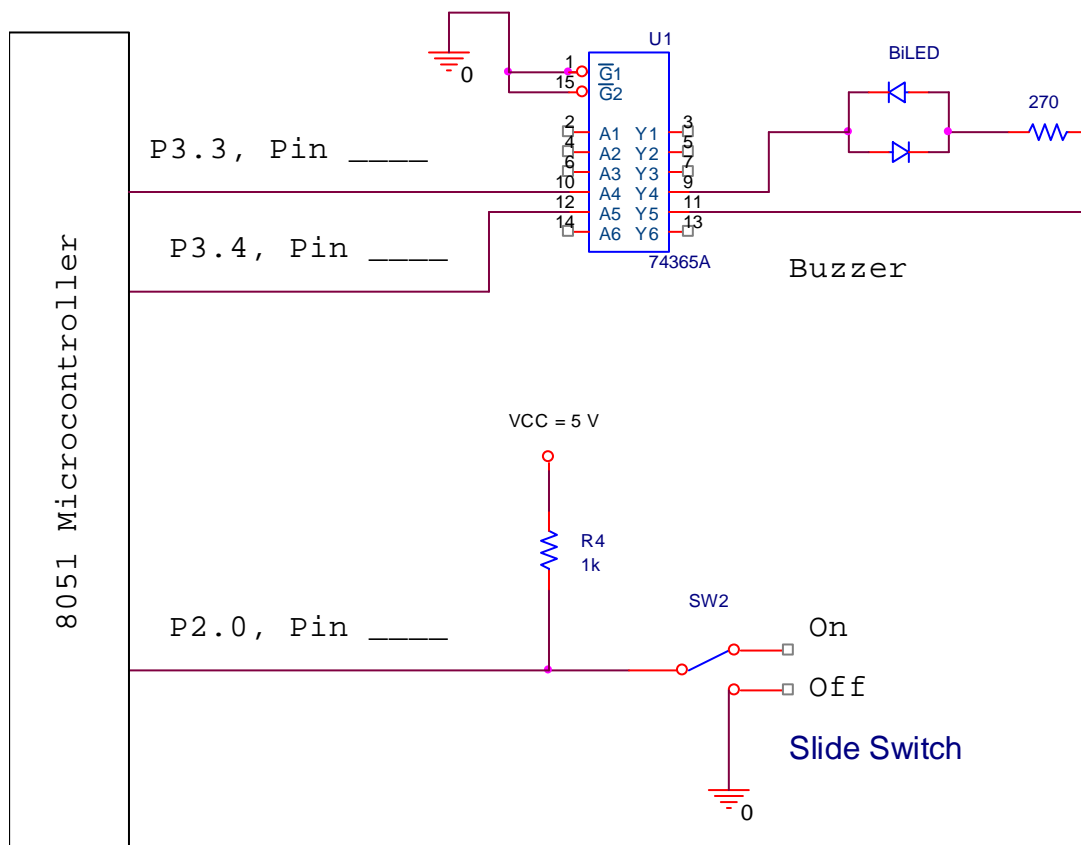 U1
BiLED
270
0
1
15
G1
G2
2 A1 Y1 3
4 A2 Y2 5
6 A3 Y3 7
10 A4 Y4 9
12 A5 Y5 11
14 A6 Y6 13
74365A
P3.3, Pin ____
P3.4, Pin ____
Buzzer
8051 Microcontroller
VCC = 5 V
R4
1k
SW2
P2.0, Pin ____
On
Off
Slide Switch
0